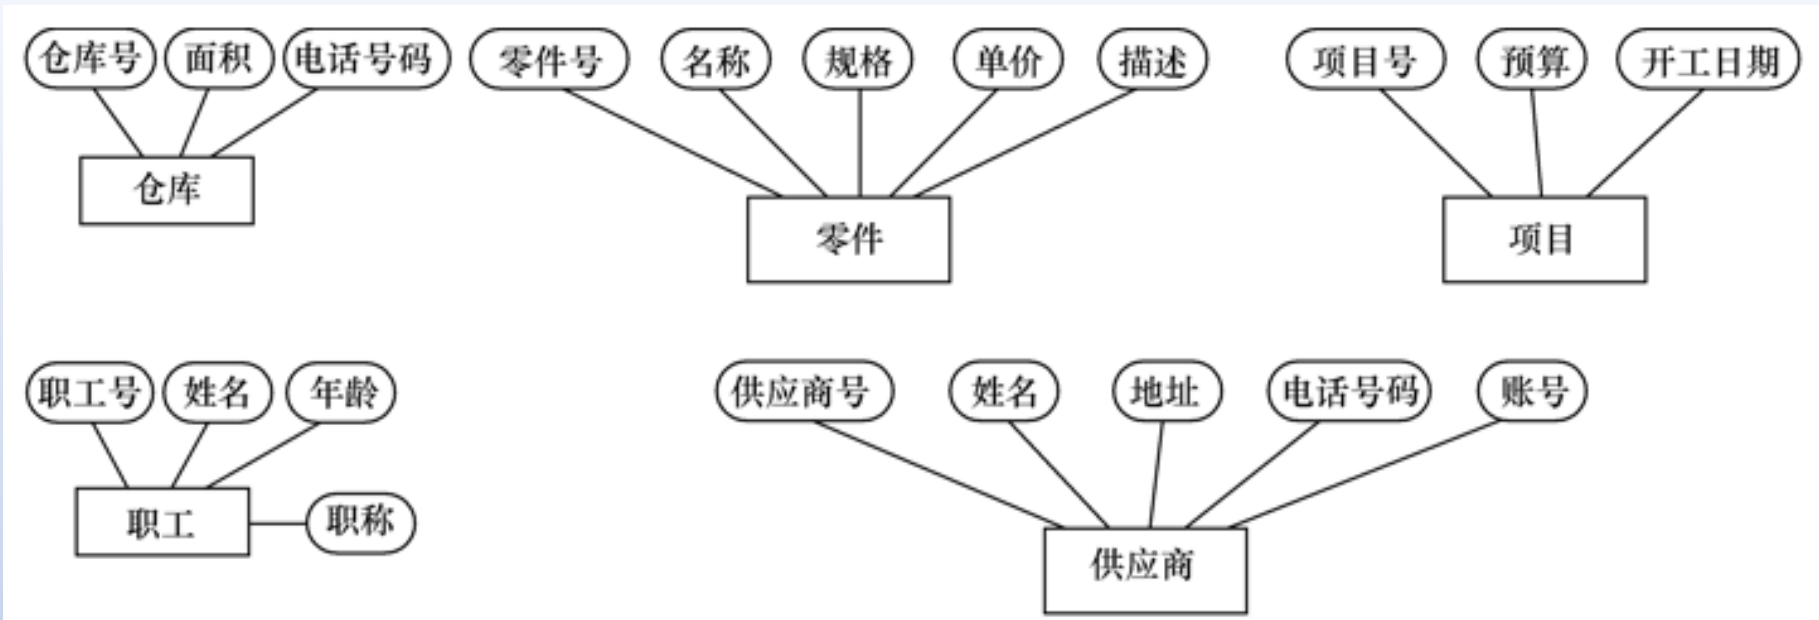 仓库号 面积 电话号码 零件号 名称 规格 单价 描述 项目号 预算 开工日期
仓库
零件 项目
职工号 姓名 年龄 供应商号 姓名 地址 电话号码 账号
职工 职称
供应商